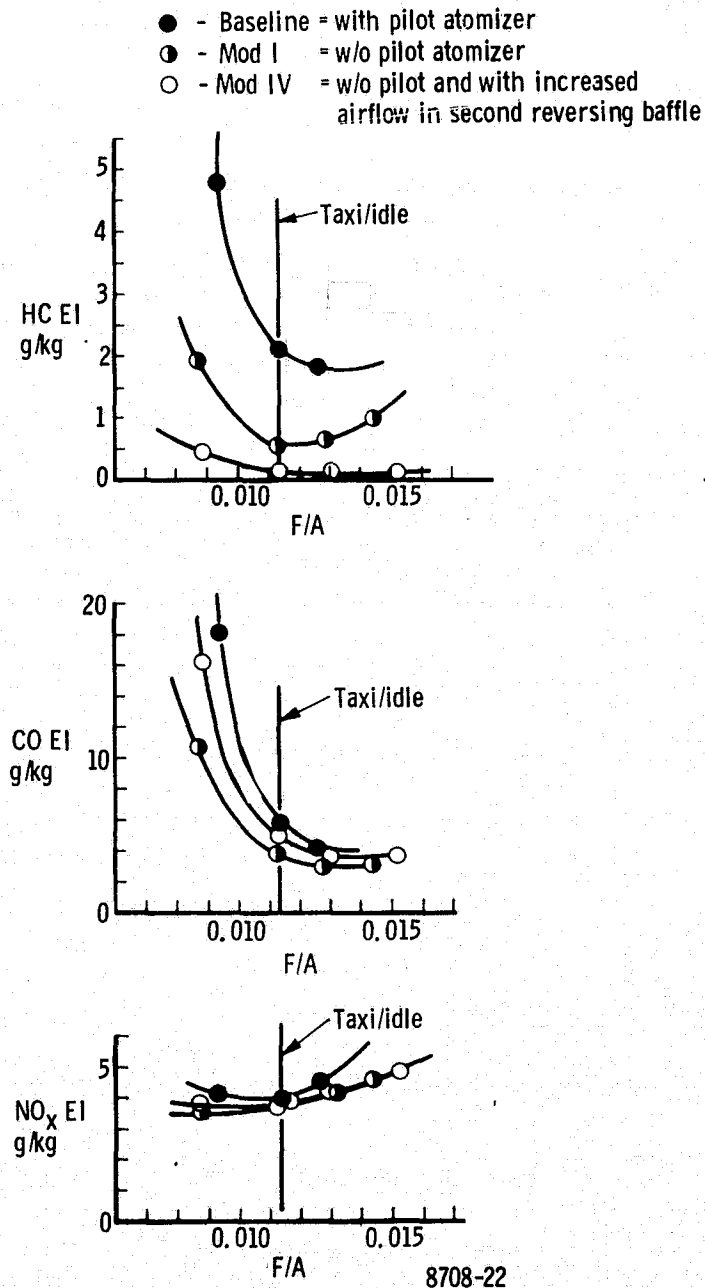 ● - Baseline = with pilot atomizer
◑ - Mod I = w/o pilot atomizer
○ - Mod IV = w/o pilot and with increased
airflow in second reversing baffle
5
4
3
2
1
0
HC EI
g/kg
Taxi/idle
0.010
0.015
F/A
20
10
0
CO EI
g/kg
Taxi/idle
0.010
0.015
F/A
5
0
NOx EI
g/kg
Taxi/idle
0.010
0.015
F/A
8708-22